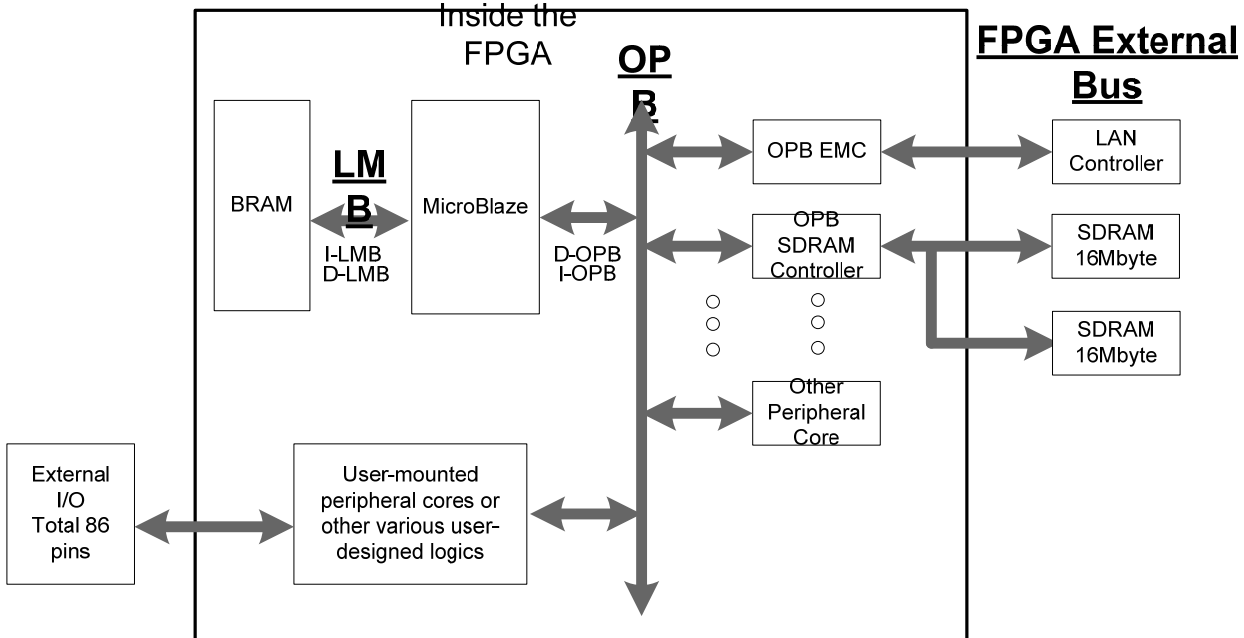 Inside the
FPGA
OP
B
FPGA External
Bus
BRAM
LM
B
I-LMB
D-LMB
MicroBlaze
D-OPB
I-OPB
OPB EMC
LAN
Controller
OPB
SDRAM
Controller
SDRAM
16Mbyte
SDRAM
16Mbyte
Other
Peripheral
Core
External
I/O
Total 86
pins
User-mounted
peripheral cores or
other various user-
designed logics